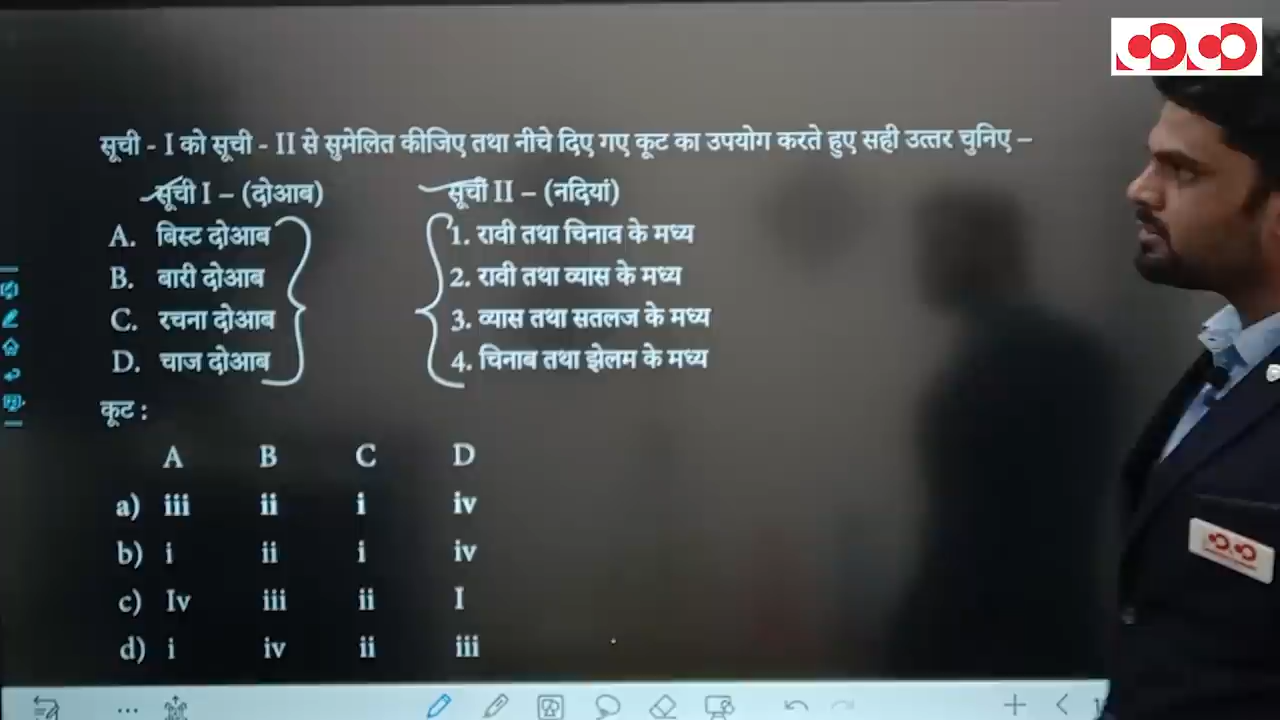 सूची - I को सूची - II से सुमेलित कीजिए तथा नीचे दिए गए कूट का उपयोग करते हुए सही उत्तर चुनिए –
सूची I – (दोआब) सूची II – (नदियां)
A. बिस्ट दोआब 1. रावी तथा चिनाव के मध्य
B. बारी दोआब 2. रावी तथा व्यास के मध्य
C. रचना दोआब 3. व्यास तथा सतलज के मध्य
D. चाज दोआब 4. चिनाब तथा झेलम के मध्य
कूट :
A B C D
a) iii ii i iv
b) i ii i iv
c) Iv iii ii I
d) i iv ii iii